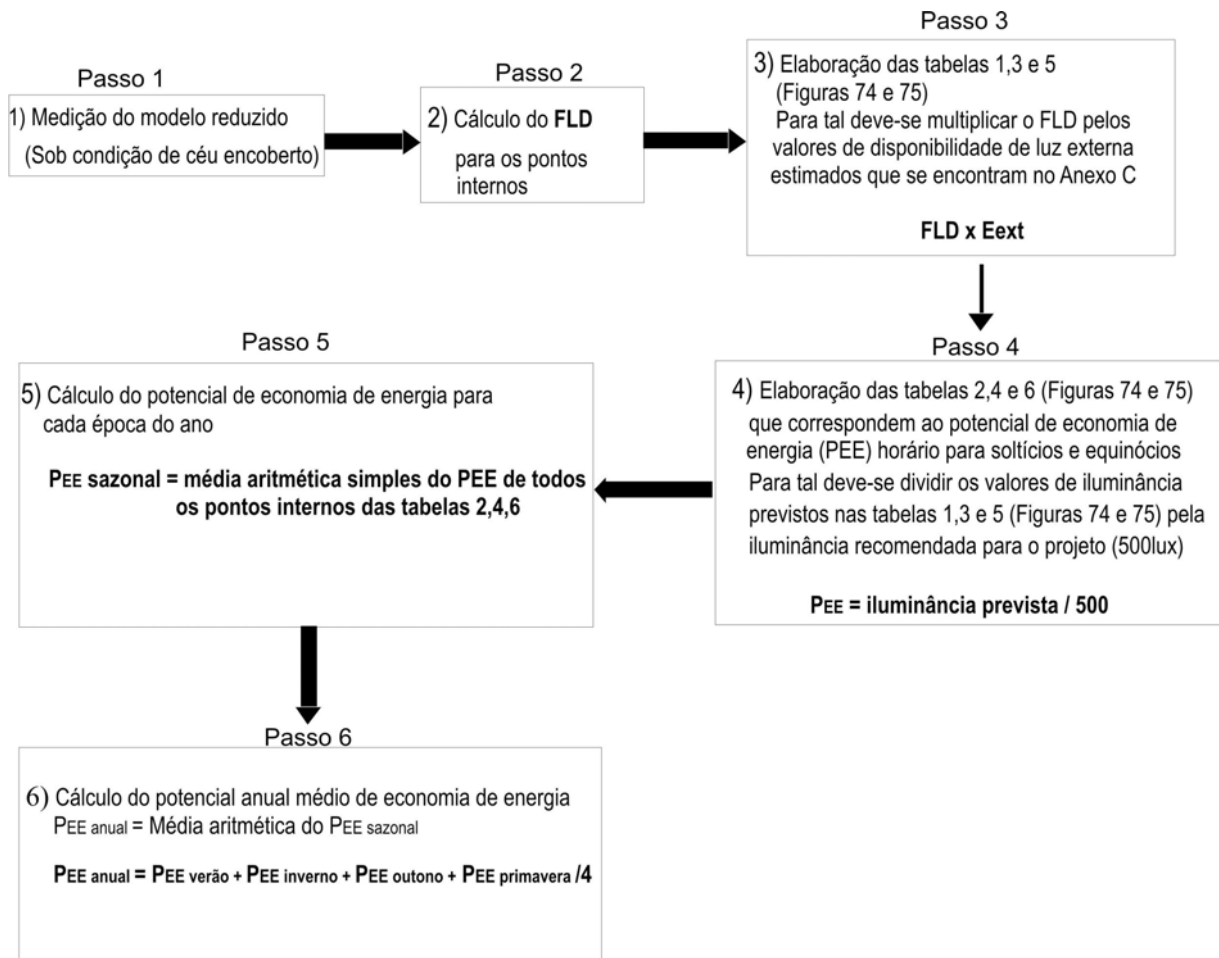 Passo 1
1) Medição do modelo reduzido
(Sob condição de céu encoberto)
Passo 2
2) Cálculo do FLD
para os pontos
internos
Passo 3
3) Elaboração das tabelas 1,3 e 5
(Figuras 74 e 75)
Para tal deve-se multiplicar o FLD pelos
valores de disponibilidade de luz externa
estimados que se encontram no Anexo C
FLD x Eext
Passo 4
4) Elaboração das tabelas 2,4 e 6 (Figuras 74 e 75)
que correspondem ao potencial de economia de
energia (PEE) horário para soltícios e equinócios
Para tal deve-se dividir os valores de iluminância
previstos nas tabelas 1,3 e 5 (Figuras 74 e 75) pela
iluminância recomendada para o projeto (500lux)
PEE = iluminância prevista / 500
Passo 5
5) Cálculo do potencial de economia de energia para
cada época do ano
PEE sazonal = média aritmética simples do PEE de todos
os pontos internos das tabelas 2,4,6
Passo 6
6) Cálculo do potencial anual médio de economia de energia
PEE anual = Média aritmética do PEE sazonal
PEE anual = PEE verão + PEE inverno + PEE outono + PEE primavera /4